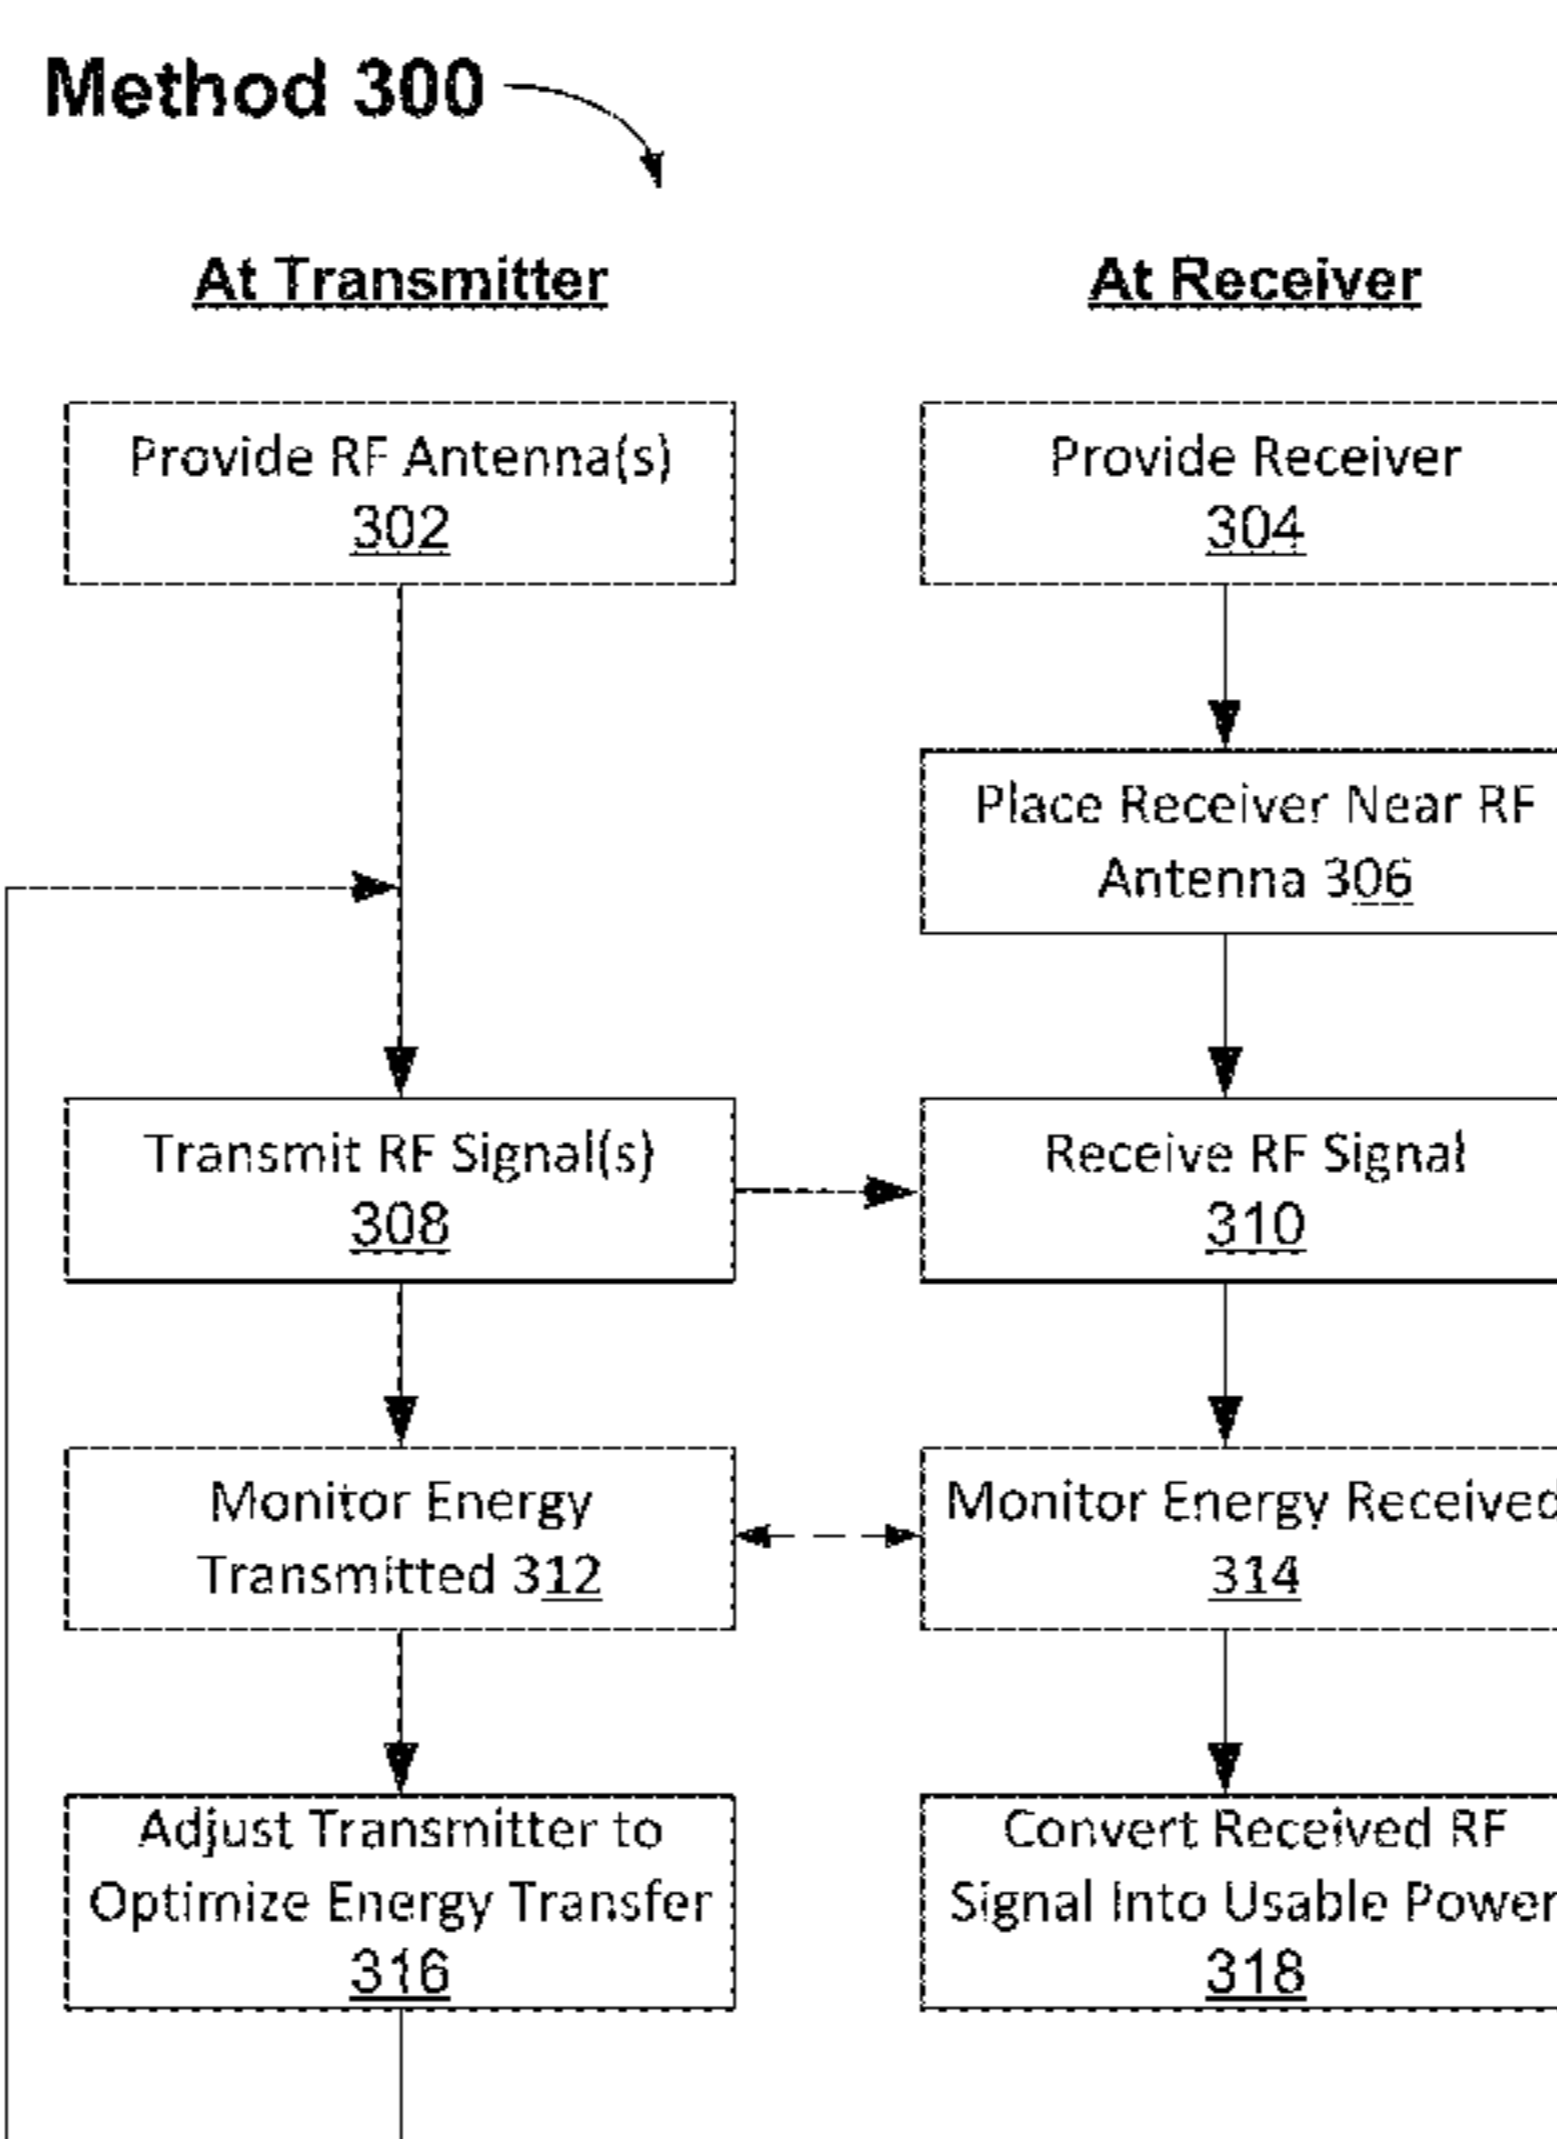 Method 300
At Transmitter
At Receiver
Provide RF Antenna(s)
302
Provide Receiver
304
Place Receiver Near RF
Antenna 306
Transmit RF Signal(s)
308
Receive RF Signal
310
Monitor Energy
Transmitted 312
Monitor Energy Received
314
Adjust Transmitter to
Optimize Energy Transfer
316
Convert Received RF
Signal Into Usable Power
318